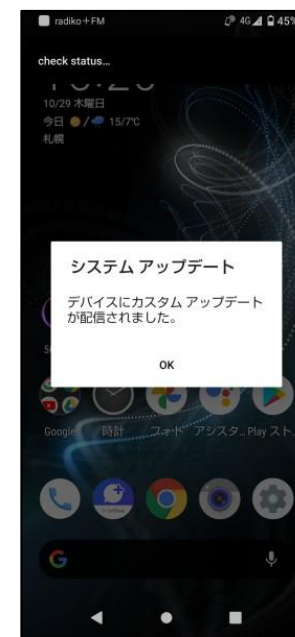 radiko+FM
4G 45%
check status...
10/29 木曜日
今日 / 15/7°C
札幌
システム アップデート
デバイスにカスタム アップデート
が配信されました。
OK
Google 時計 フォト アシスタ... Play スト...
G